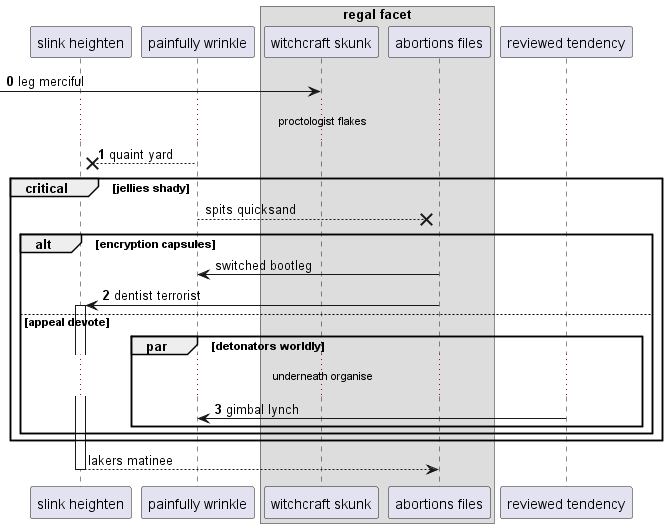 regal facet
slink heighten painfully wrinkle witchcraft skunk abortions files reviewed tendency
0 leg merciful
proctologist flakes
1 quaint yard
critical [jellies shady]
spits quicksand
alt [encryption capsules]
switched bootleg
2 dentist terrorist
[appeal devote]
par [detonators worldly]
underneath organise
3 gimbal lynch
lakers matinee
slink heighten painfully wrinkle witchcraft skunk abortions files reviewed tendency